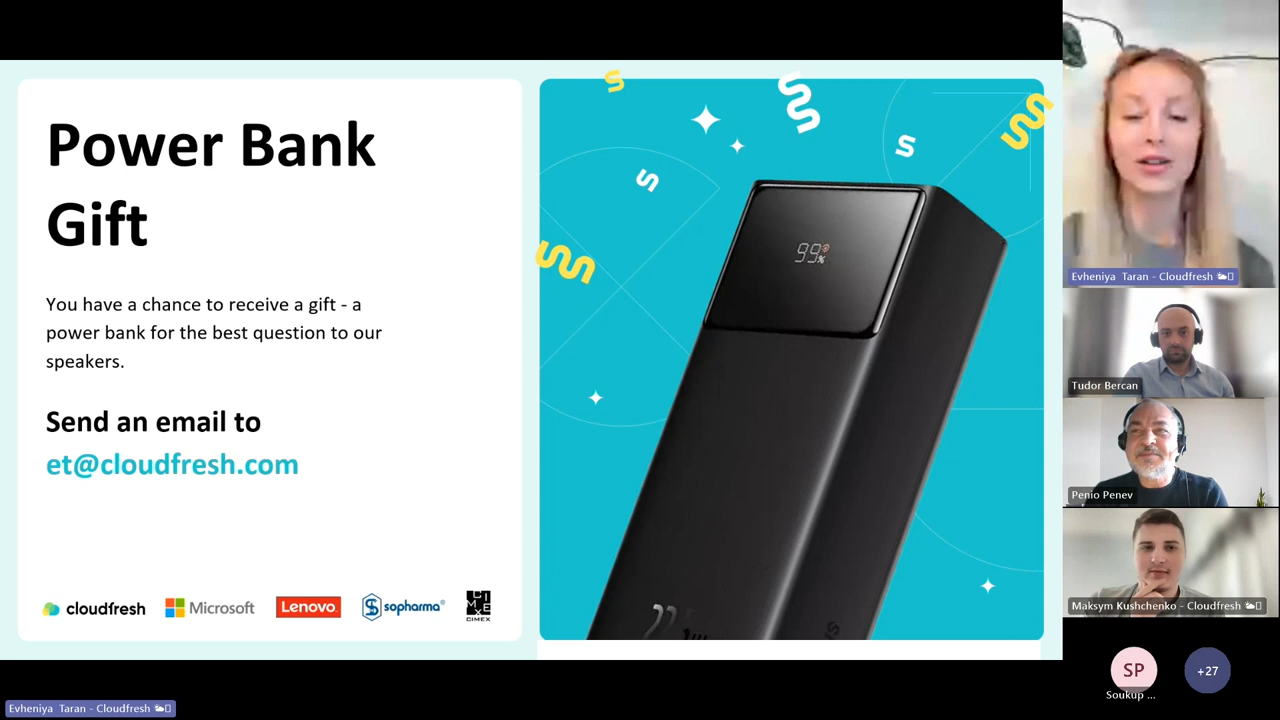 Power Bank
Gift
You have a chance to receive a gift - a
power bank for the best question to our
speakers.
Send an email to
et@cloudfresh.com
cloudfresh
Microsoft
Lenovo
sopharma
CIMEX
CIMEX
99%
Evheniya Taran - Cloudfresh
Tudor Bercan
Penio Penev
Maksym Kushchenko - Cloudfresh
SP
+27
Soukup ...
Evheniya Taran - Cloudfresh